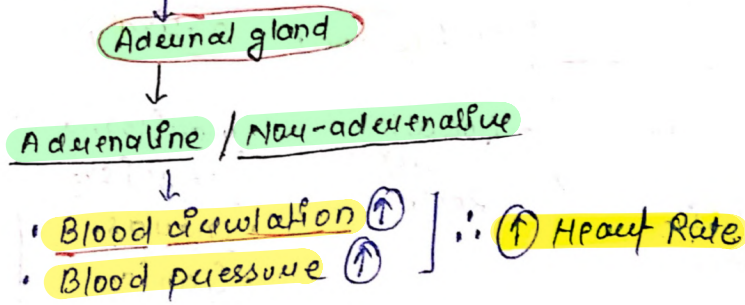 Adrenal gland
Adrenaline / Nor-adrenaline
· Blood circulation ↑
· Blood pressure ↑
∴ ↑ Heart Rate